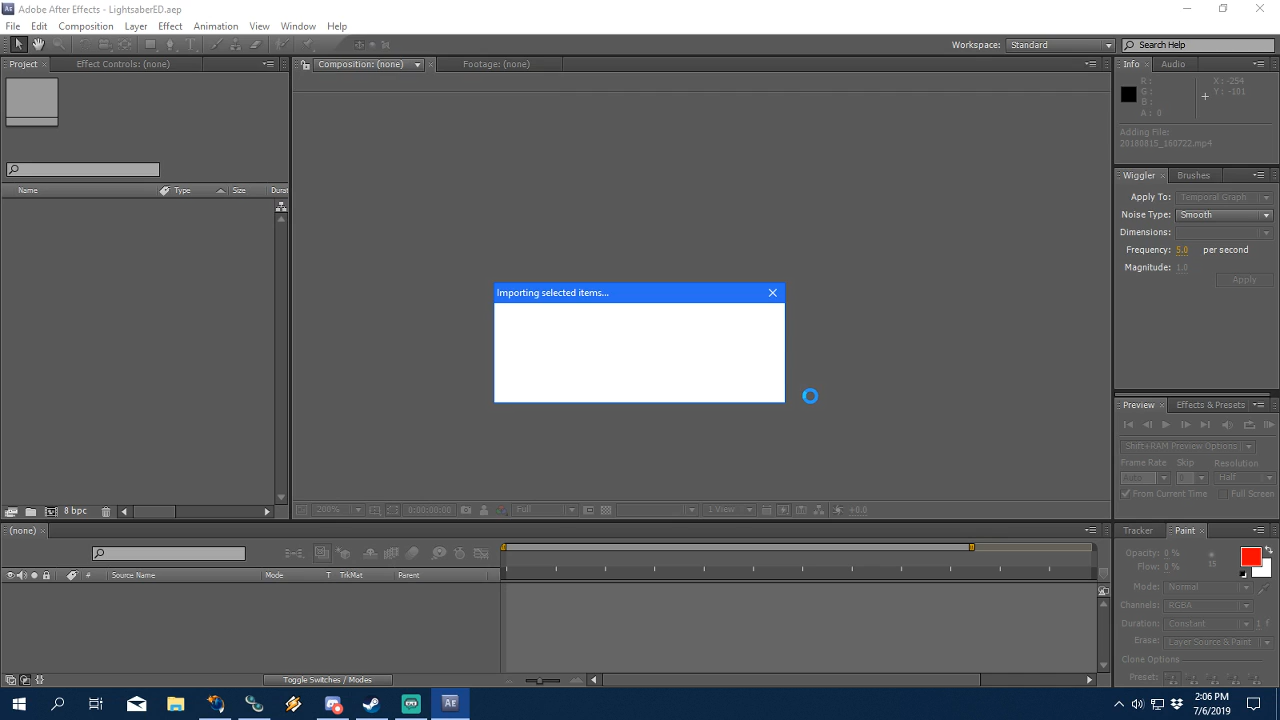 Adobe After Effects - LightsaberED.aep
File Edit Composition Layer Effect Animation View Window Help
Workspace: Standard Search Help
Project Effect Controls: (none) Composition: (none) Footage: (none) Info Audio
R: X: -254
G: Y: -101
B:
A: 0
Adding File:
20180815_160722.mp4
Name Type Size Durat
Wiggler Brushes
Apply To: Temporal Graph
Noise Type: Smooth
Dimensions:
Frequency: 5.0 per second
Magnitude: 1.0
Apply
Importing selected items...
Preview Effects & Presets
Shift+RAM Preview Options
Frame Rate Skip Resolution
Auto 0 Half
From Current Time Full Screen
8 bpc 200% 0:00:00:00 Full 1 View +0.0
(none) Tracker Paint
Opacity: 0 %
Flow: 0 % 15
# Source Name Mode T TrkMat Parent
Mode: Normal
Channels: RGBA
Duration: Constant 1 f
Erase: Layer Source & Paint
Clone Options
Preset:
Toggle Switches / Modes
Ae
2:06 PM
7/6/2019